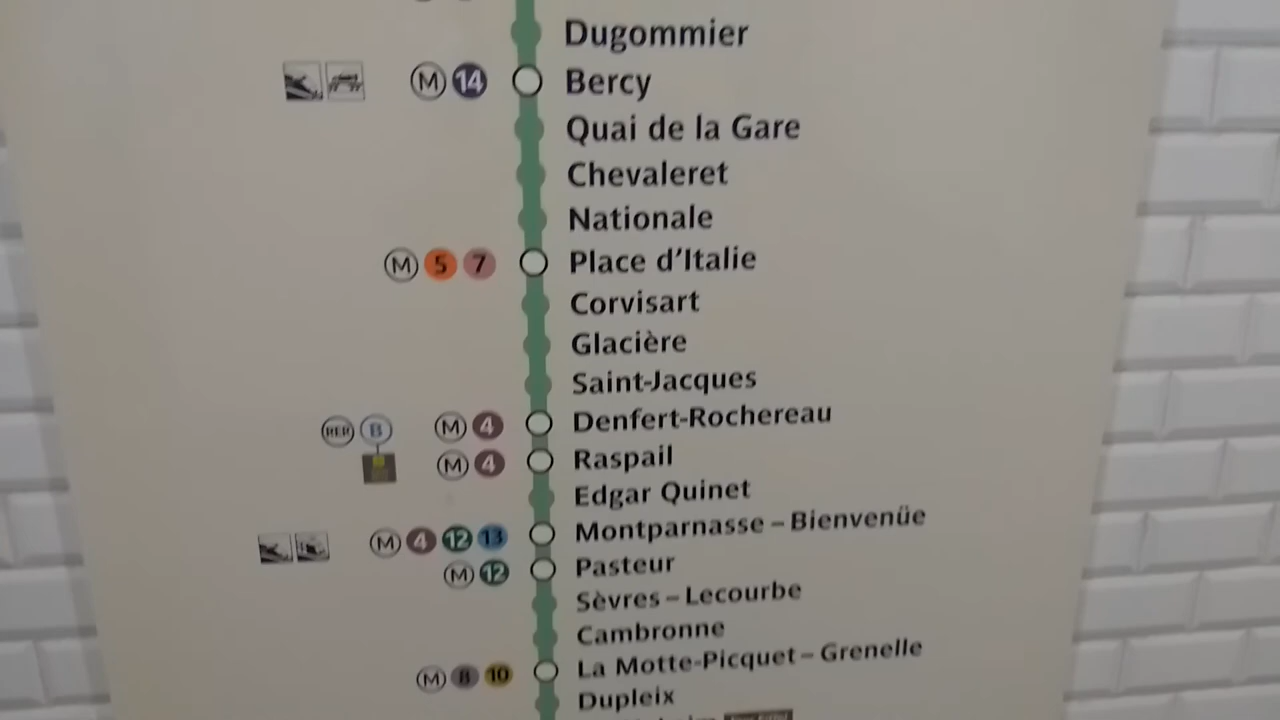 Dugommier
M 14 Bercy
Quai de la Gare
Chevaleret
Nationale
M 5 7 Place d'Italie
Corvisart
Glacière
Saint-Jacques
RER B M 4 Denfert-Rochereau
M 4 Raspail
Edgar Quinet
M 4 12 13 Montparnasse – Bienvenüe
M 12 Pasteur
Sèvres – Lecourbe
Cambronne
M 8 10 La Motte-Picquet – Grenelle
Dupleix